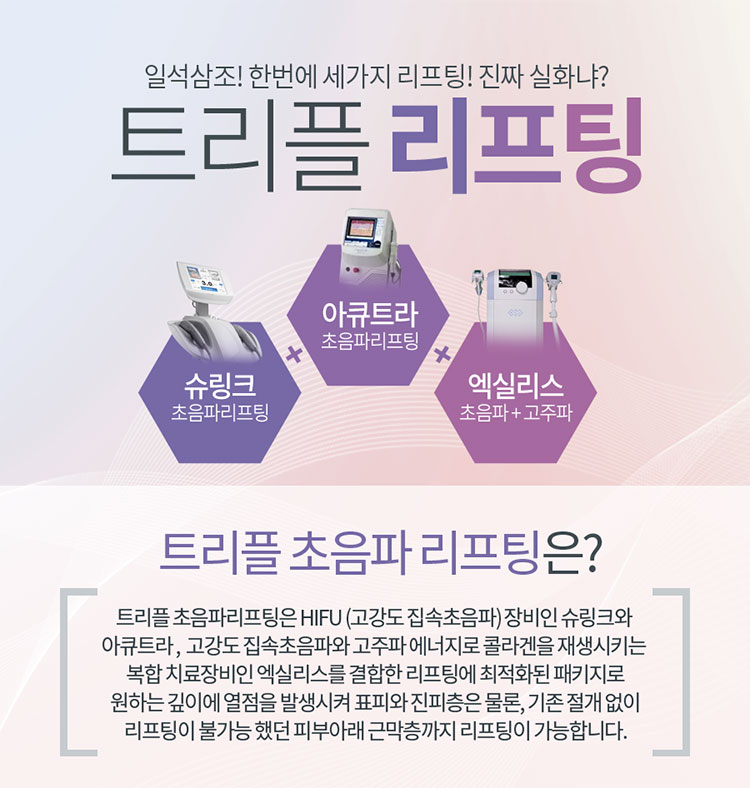 일석삼조! 한번에 세가지 리프팅! 진짜 실화냐?
트리플 리프팅
3.0
아큐트라
초음파리프팅
슈링크
초음파리프팅
엑실리스
초음파 + 고주파
+
+
트리플 초음파 리프팅은?
트리플 초음파리프팅은 HIFU (고강도 집속초음파) 장비인 슈링크와
아큐트라 , 고강도 집속초음파와 고주파 에너지로 콜라겐을 재생시키는
복합 치료장비인 엑실리스를 결합한 리프팅에 최적화된 패키지로
원하는 깊이에 열점을 발생시켜 표피와 진피층은 물론, 기존 절개 없이
리프팅이 불가능 했던 피부아래 근막층까지 리프팅이 가능합니다.